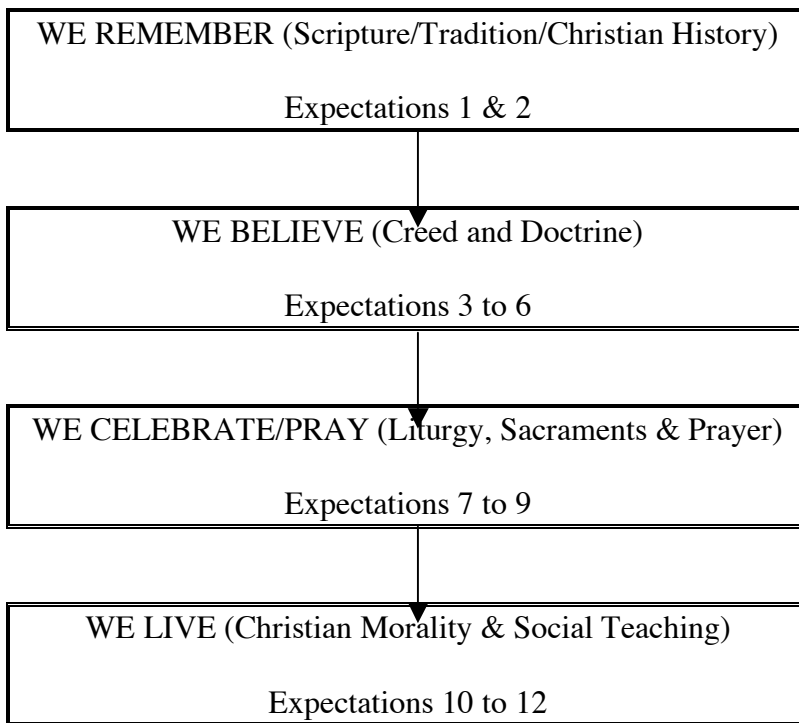 WE REMEMBER (Scripture/Tradition/Christian History)
Expectations 1 & 2
WE BELIEVE (Creed and Doctrine)
Expectations 3 to 6
WE CELEBRATE/PRAY (Liturgy, Sacraments & Prayer)
Expectations 7 to 9
WE LIVE (Christian Morality & Social Teaching)
Expectations 10 to 12